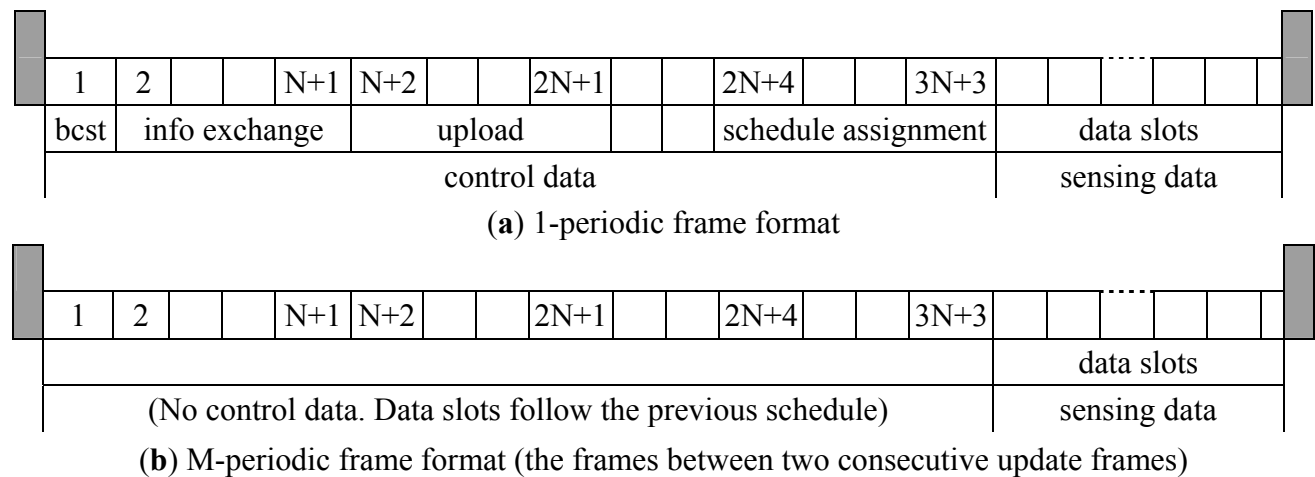 1 2 N+1 N+2 2N+1 2N+4 3N+3
bcst info exchange upload schedule assignment data slots
control data sensing data
(a) 1-periodic frame format
1 2 N+1 N+2 2N+1 2N+4 3N+3
data slots
(No control data. Data slots follow the previous schedule) sensing data
(b) M-periodic frame format (the frames between two consecutive update frames)